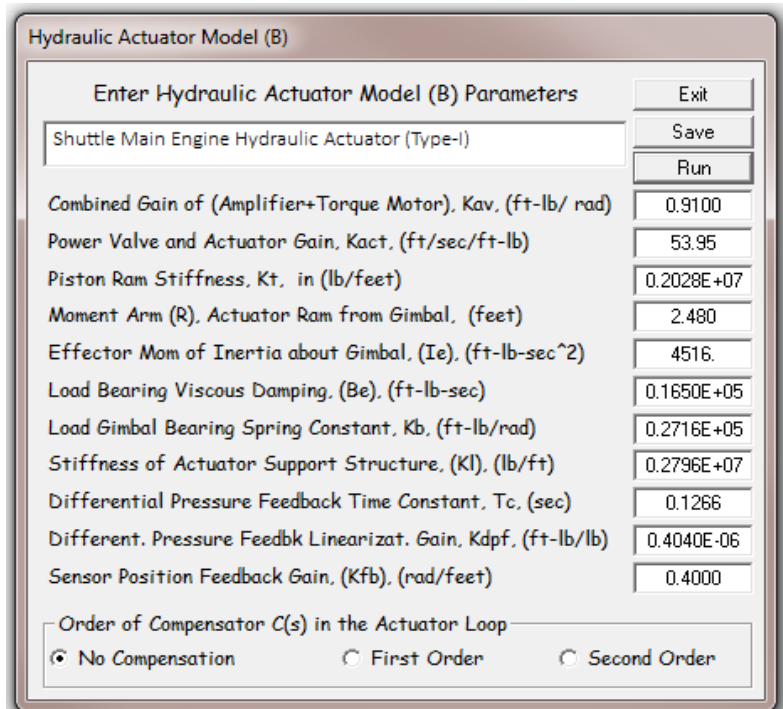 Hydraulic Actuator Model (B)
Enter Hydraulic Actuator Model (B) Parameters
Exit
Shuttle Main Engine Hydraulic Actuator (Type-I)
Save
Run
Combined Gain of (Amplifier+Torque Motor), Kav, (ft-lb/ rad) 0.9100
Power Valve and Actuator Gain, Kact, (ft/sec/ft-lb) 53.95
Piston Ram Stiffness, Kt, in (lb/feet) 0.2028E+07
Moment Arm (R), Actuator Ram from Gimbal, (feet) 2.480
Effector Mom of Inertia about Gimbal, (Ie), (ft-lb-sec^2) 4516.
Load Bearing Viscous Damping, (Be), (ft-lb-sec) 0.1650E+05
Load Gimbal Bearing Spring Constant, Kb, (ft-lb/rad) 0.2716E+05
Stiffness of Actuator Support Structure, (Kl), (lb/ft) 0.2796E+07
Differential Pressure Feedback Time Constant, Tc, (sec) 0.1266
Different. Pressure Feedbk Linearizat. Gain, Kdpf, (ft-lb/lb) 0.4040E-06
Sensor Position Feedback Gain, (Kfb), (rad/feet) 0.4000
Order of Compensator C(s) in the Actuator Loop
No Compensation First Order Second Order